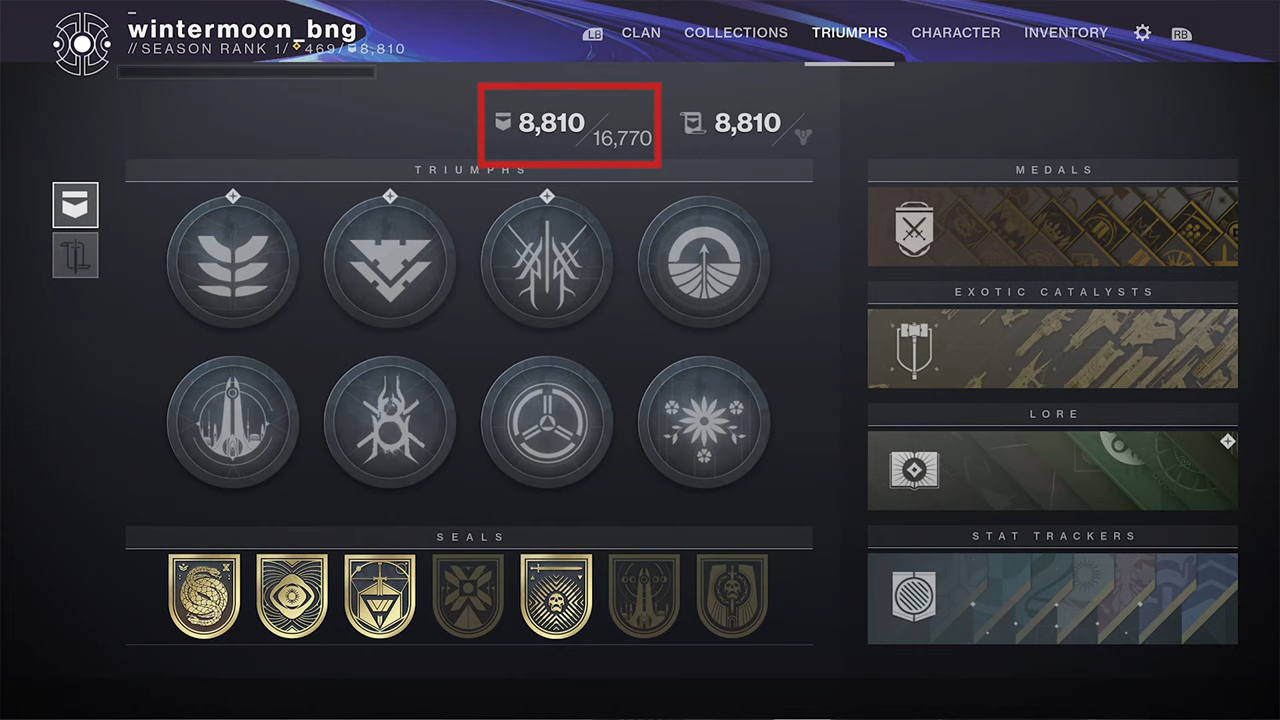 wintermoon_bng
//SEASON RANK 1/ 469/ 8,810
LB CLAN COLLECTIONS TRIUMPHS CHARACTER INVENTORY RB
8,810 / 16,770
8,810 /
TRIUMPHS
MEDALS
EXOTIC CATALYSTS
LORE
SEALS
STAT TRACKERS